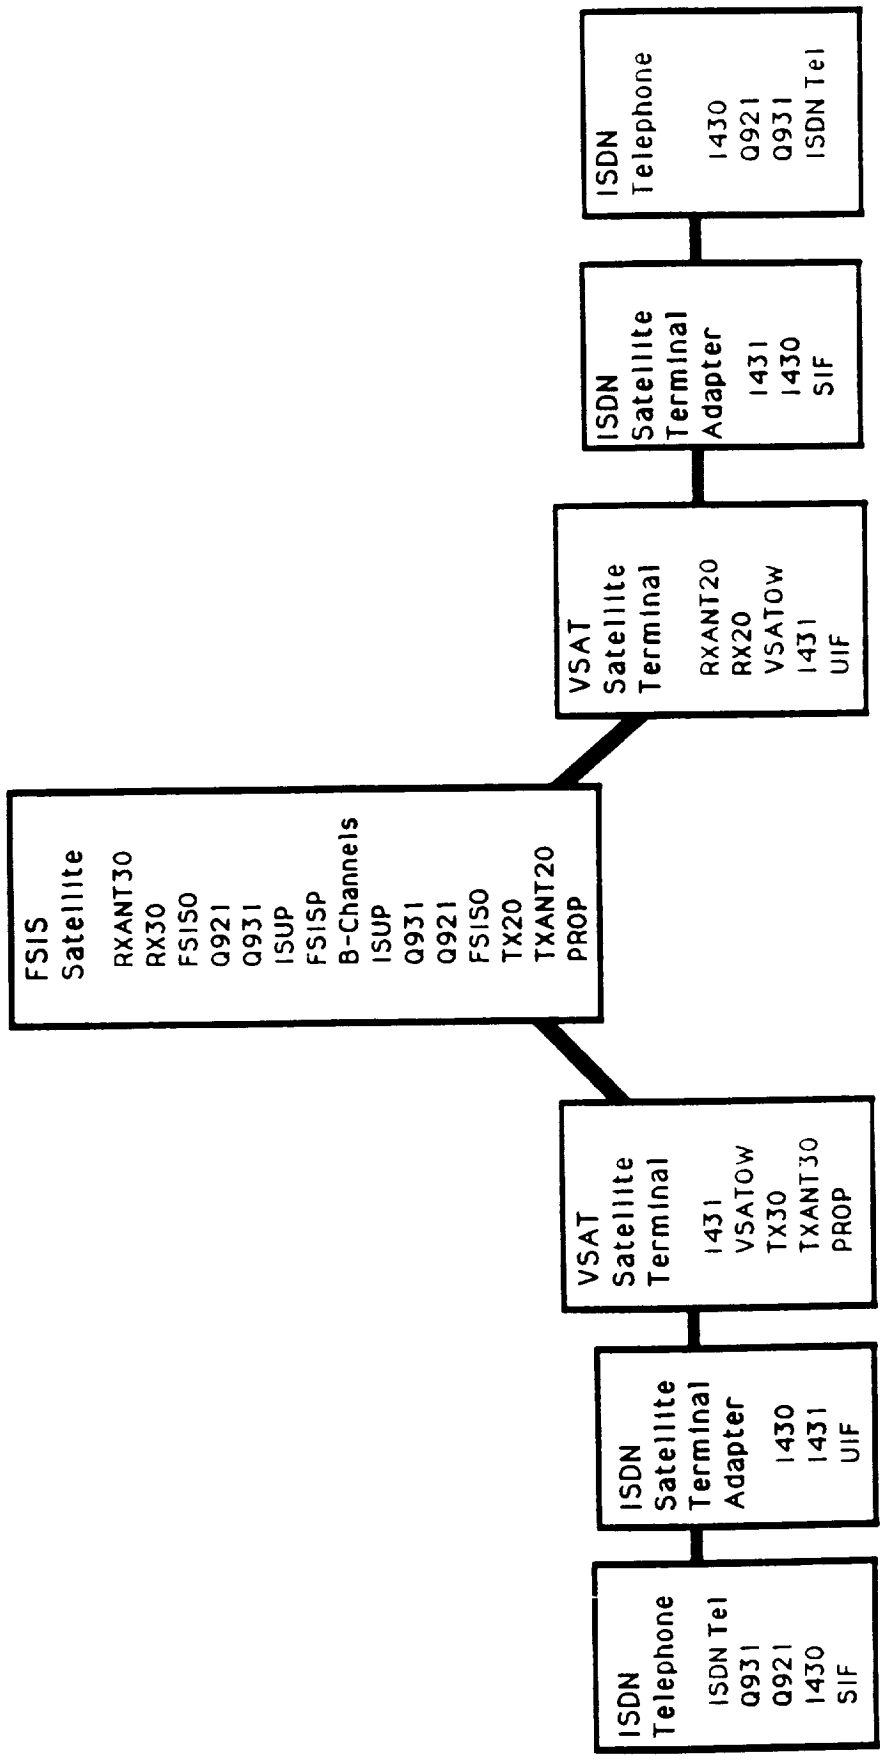 ISDN
Telephone
ISDN Tel
Q931
Q921
I430
SIF
ISDN
Satellite
Terminal
Adapter
I430
I431
UIF
VSAT
Satellite
Terminal
I431
VSATOW
TX30
TXANT30
PROP
FSIS
Satellite
RXANT30
RX30
FSISO
Q921
Q931
ISUP
FSISP
B-Channels
ISUP
Q931
Q921
FSISO
TX20
TXANT20
PROP
VSAT
Satellite
Terminal
RXANT20
RX20
VSATOW
I431
UIF
ISDN
Satellite
Terminal
Adapter
I431
I430
SIF
ISDN
Telephone
I430
Q921
Q931
ISDN Tel